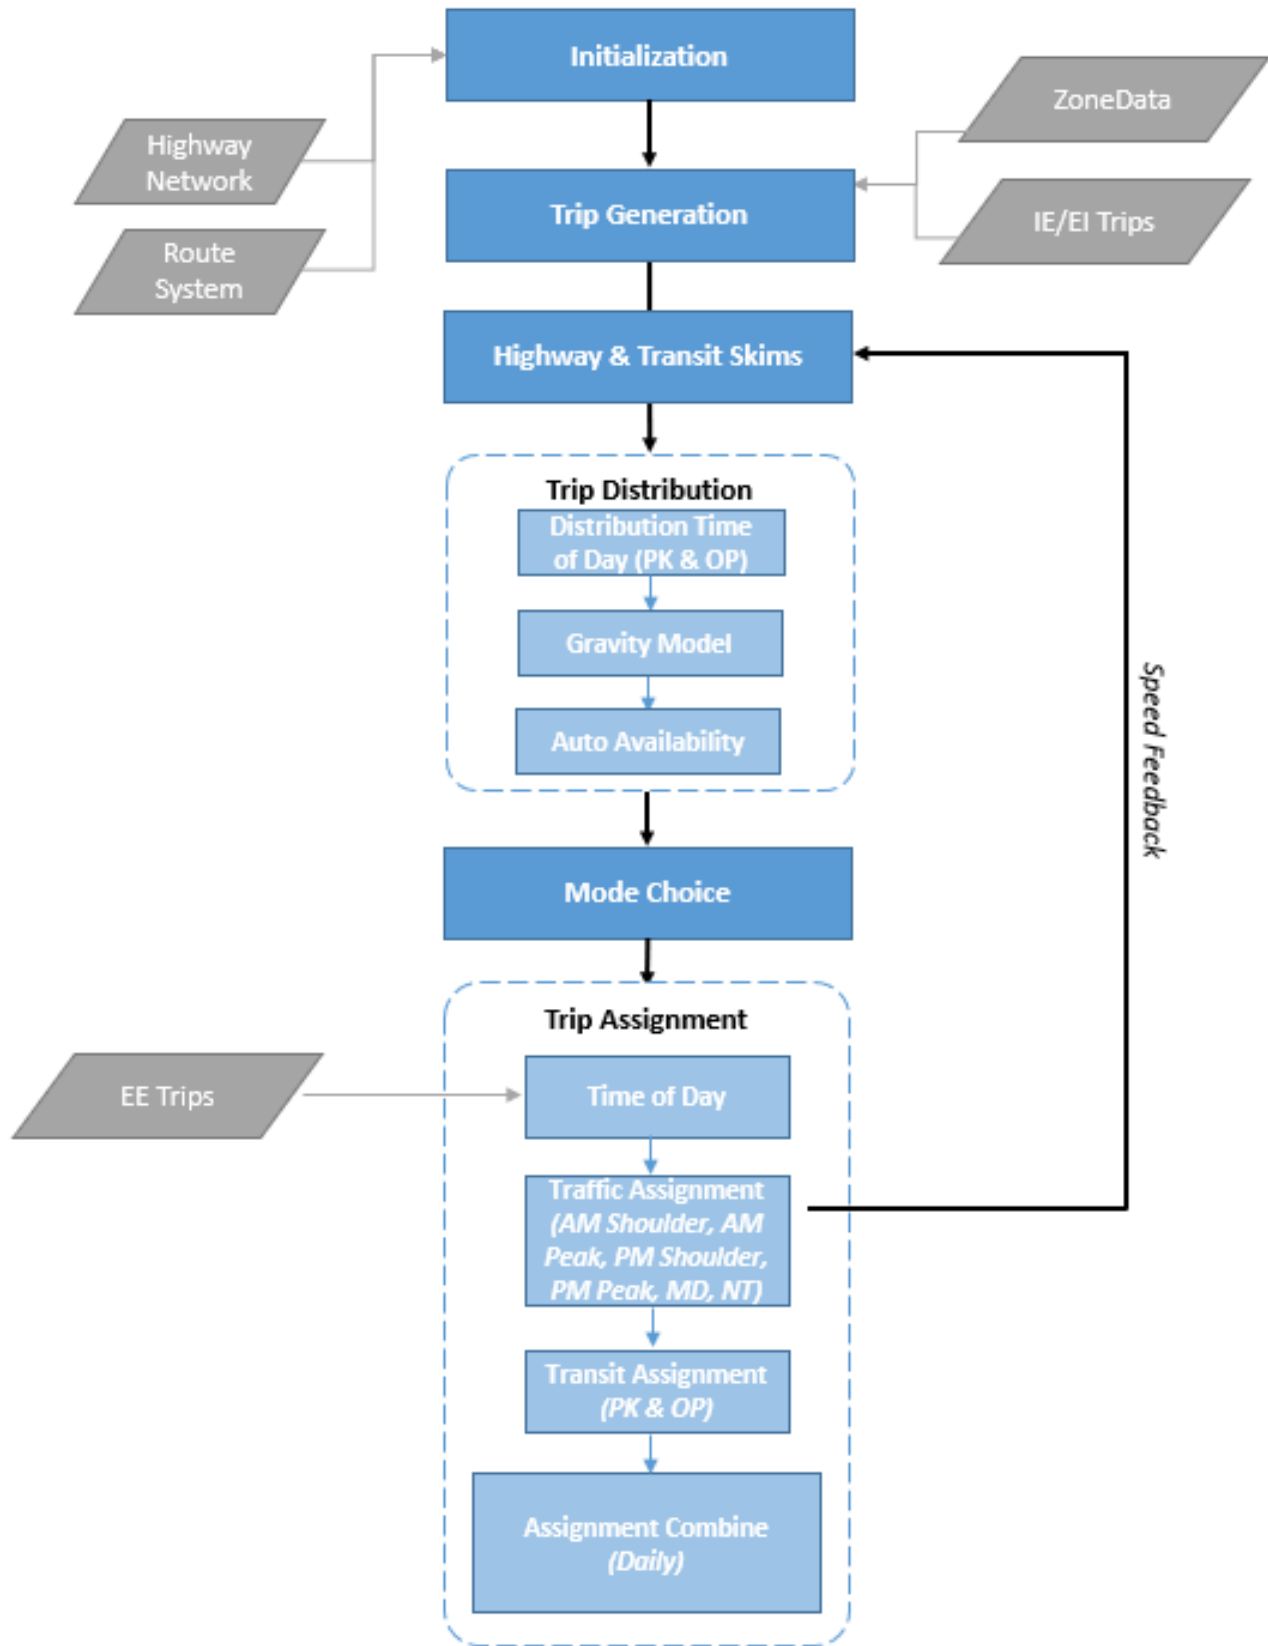 Initialization
ZoneData
Highway
Network
Trip Generation
IE/EI Trips
Route
System
Highway & Transit Skims
Trip Distribution
Distribution Time
of Day (PK & OP)
Gravity Model
Auto Availability
Speed Feedback
Mode Choice
Trip Assignment
EE Trips
Time of Day
Traffic Assignment
(AM Shoulder, AM
Peak, PM Shoulder,
PM Peak, MD, NT)
Transit Assignment
(PK & OP)
Assignment Combine
(Daily)